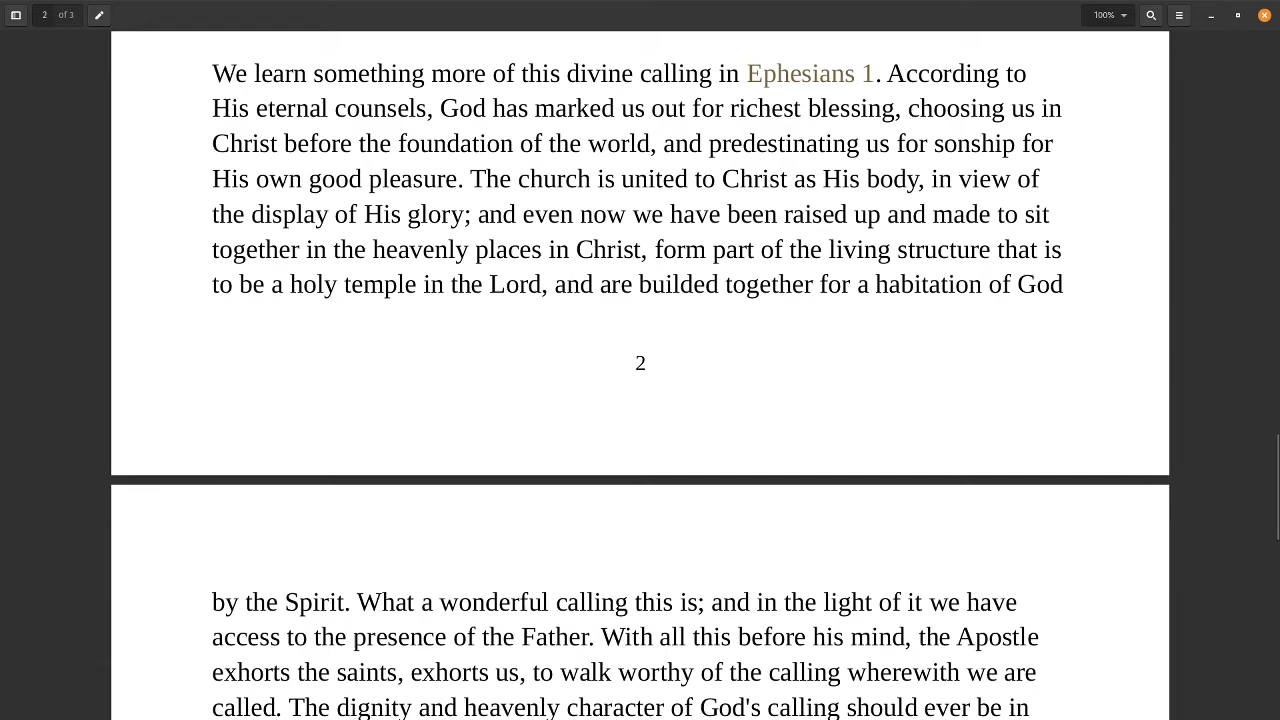 2 of 3
100%
We learn something more of this divine calling in Ephesians 1. According to
His eternal counsels, God has marked us out for richest blessing, choosing us in
Christ before the foundation of the world, and predestinating us for sonship for
His own good pleasure. The church is united to Christ as His body, in view of
the display of His glory; and even now we have been raised up and made to sit
together in the heavenly places in Christ, form part of the living structure that is
to be a holy temple in the Lord, and are builded together for a habitation of God
2
by the Spirit. What a wonderful calling this is; and in the light of it we have
access to the presence of the Father. With all this before his mind, the Apostle
exhorts the saints, exhorts us, to walk worthy of the calling wherewith we are
called. The dignity and heavenly character of God's calling should ever be in